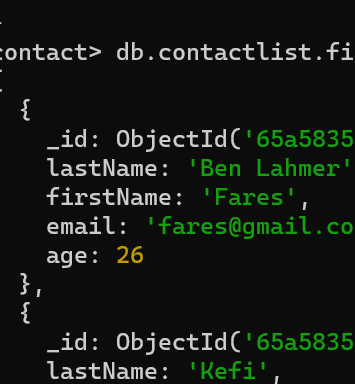 contact> db.contactlist.fi
[
{
_id: ObjectId('65a5835
lastName: 'Ben Lahmer'
firstName: 'Fares',
email: 'fares@gmail.co
age: 26
},
{
_id: ObjectId('65a5835
lastName: 'Kefi',